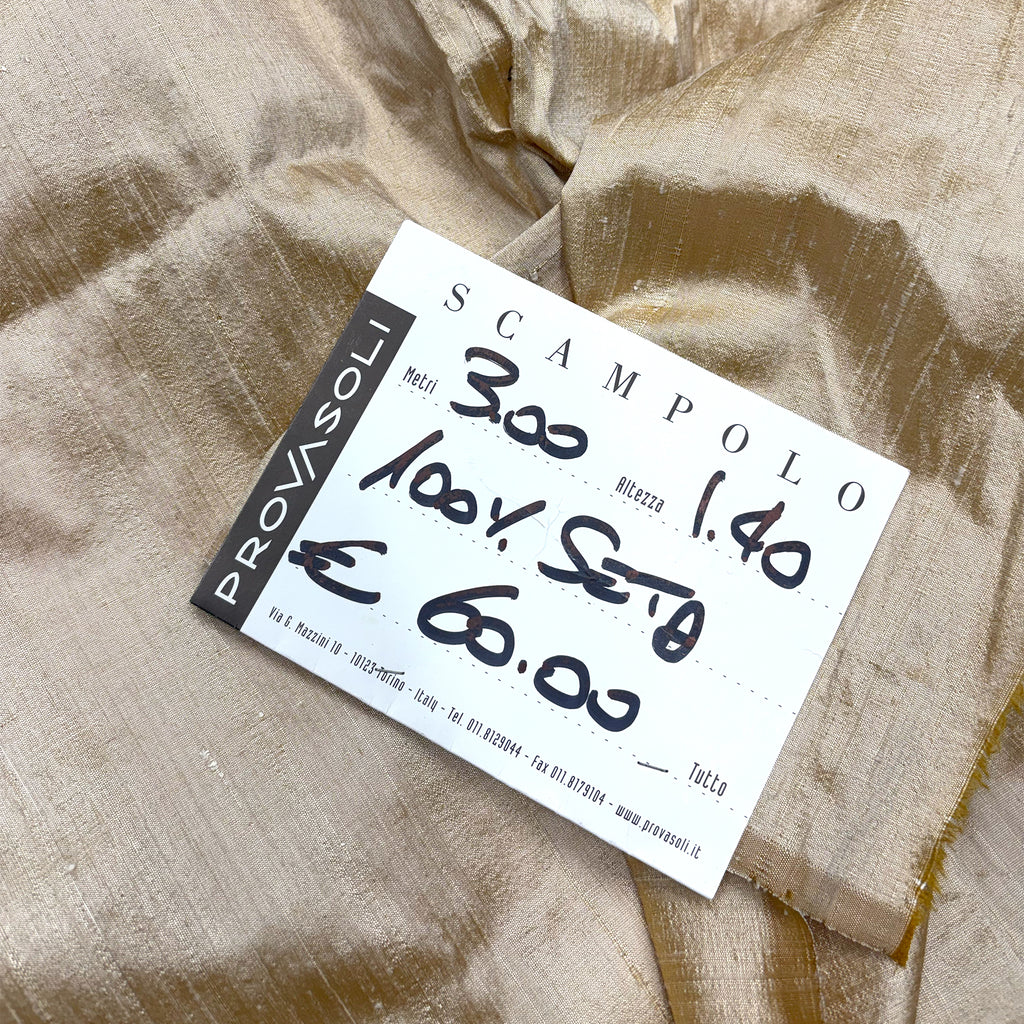 SCAMPOLO
PROVASOLI
Metri 3.00 Altezza 1.40
100% SETA
€ 60.00
Tutto
Via G. Mazzini 10 - 10123 Torino - Italy - Tel. 011.8129044 - Fax 011.8179104 - www.provasoli.it